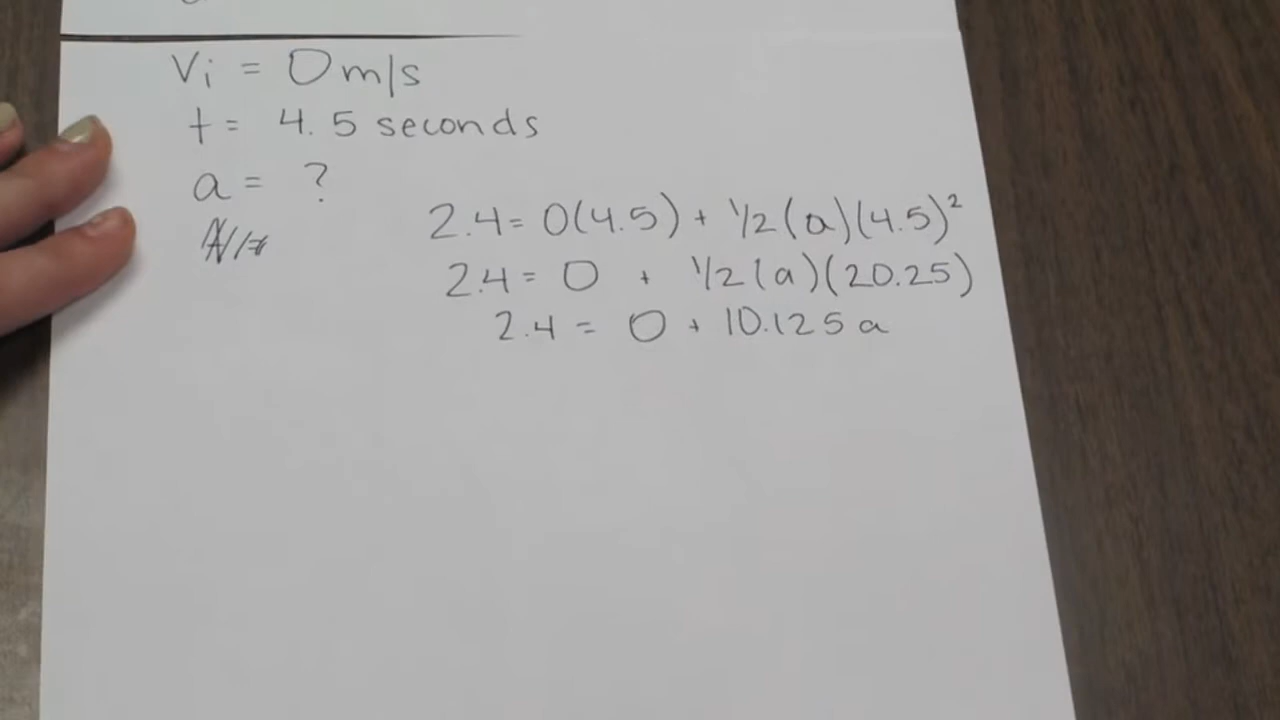 Vi = 0 m/s
t = 4.5 seconds
a = ?
2.4 = 0(4.5) + 1/2(a)(4.5)²
2.4 = 0 + 1/2(a)(20.25)
2.4 = 0 + 10.125a